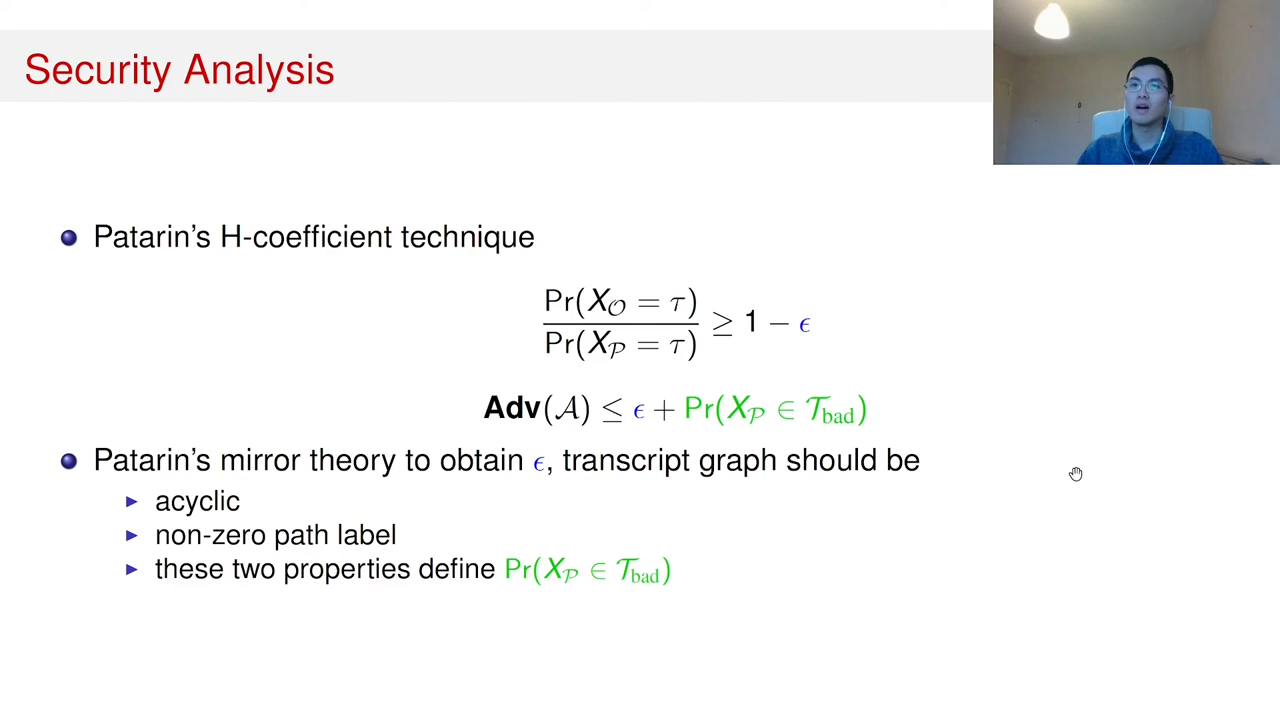 Security Analysis
Patarin's H-coefficient technique
Pr(X_𝒪 = τ) / Pr(X_𝒫 = τ) ≥ 1 − ϵ
Adv(𝒜) ≤ ϵ + Pr(X_𝒫 ∈ 𝒯_bad)
Patarin's mirror theory to obtain ϵ, transcript graph should be
acyclic
non-zero path label
these two properties define Pr(X_𝒫 ∈ 𝒯_bad)